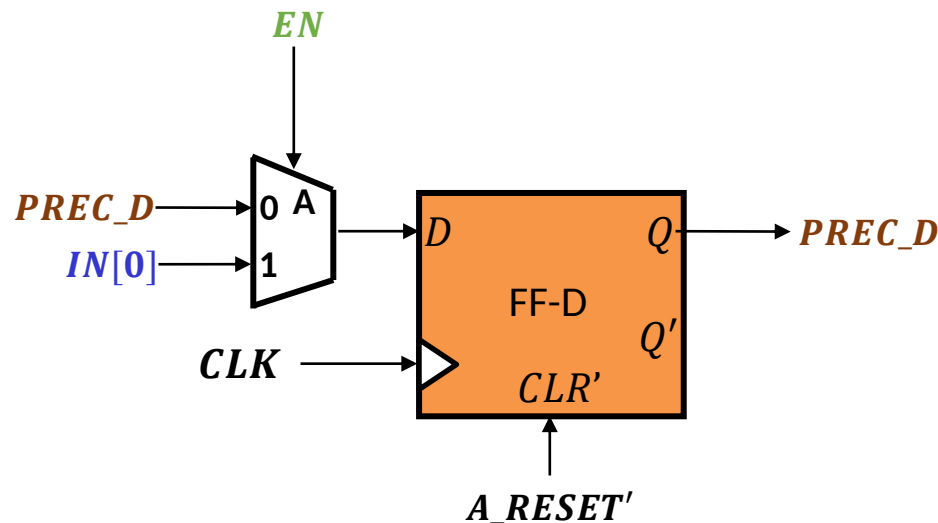 EN
PREC_D
0 A
IN[0]
1
D
Q
PREC_D
FF-D
Q′
CLK
CLR’
A_RESET′